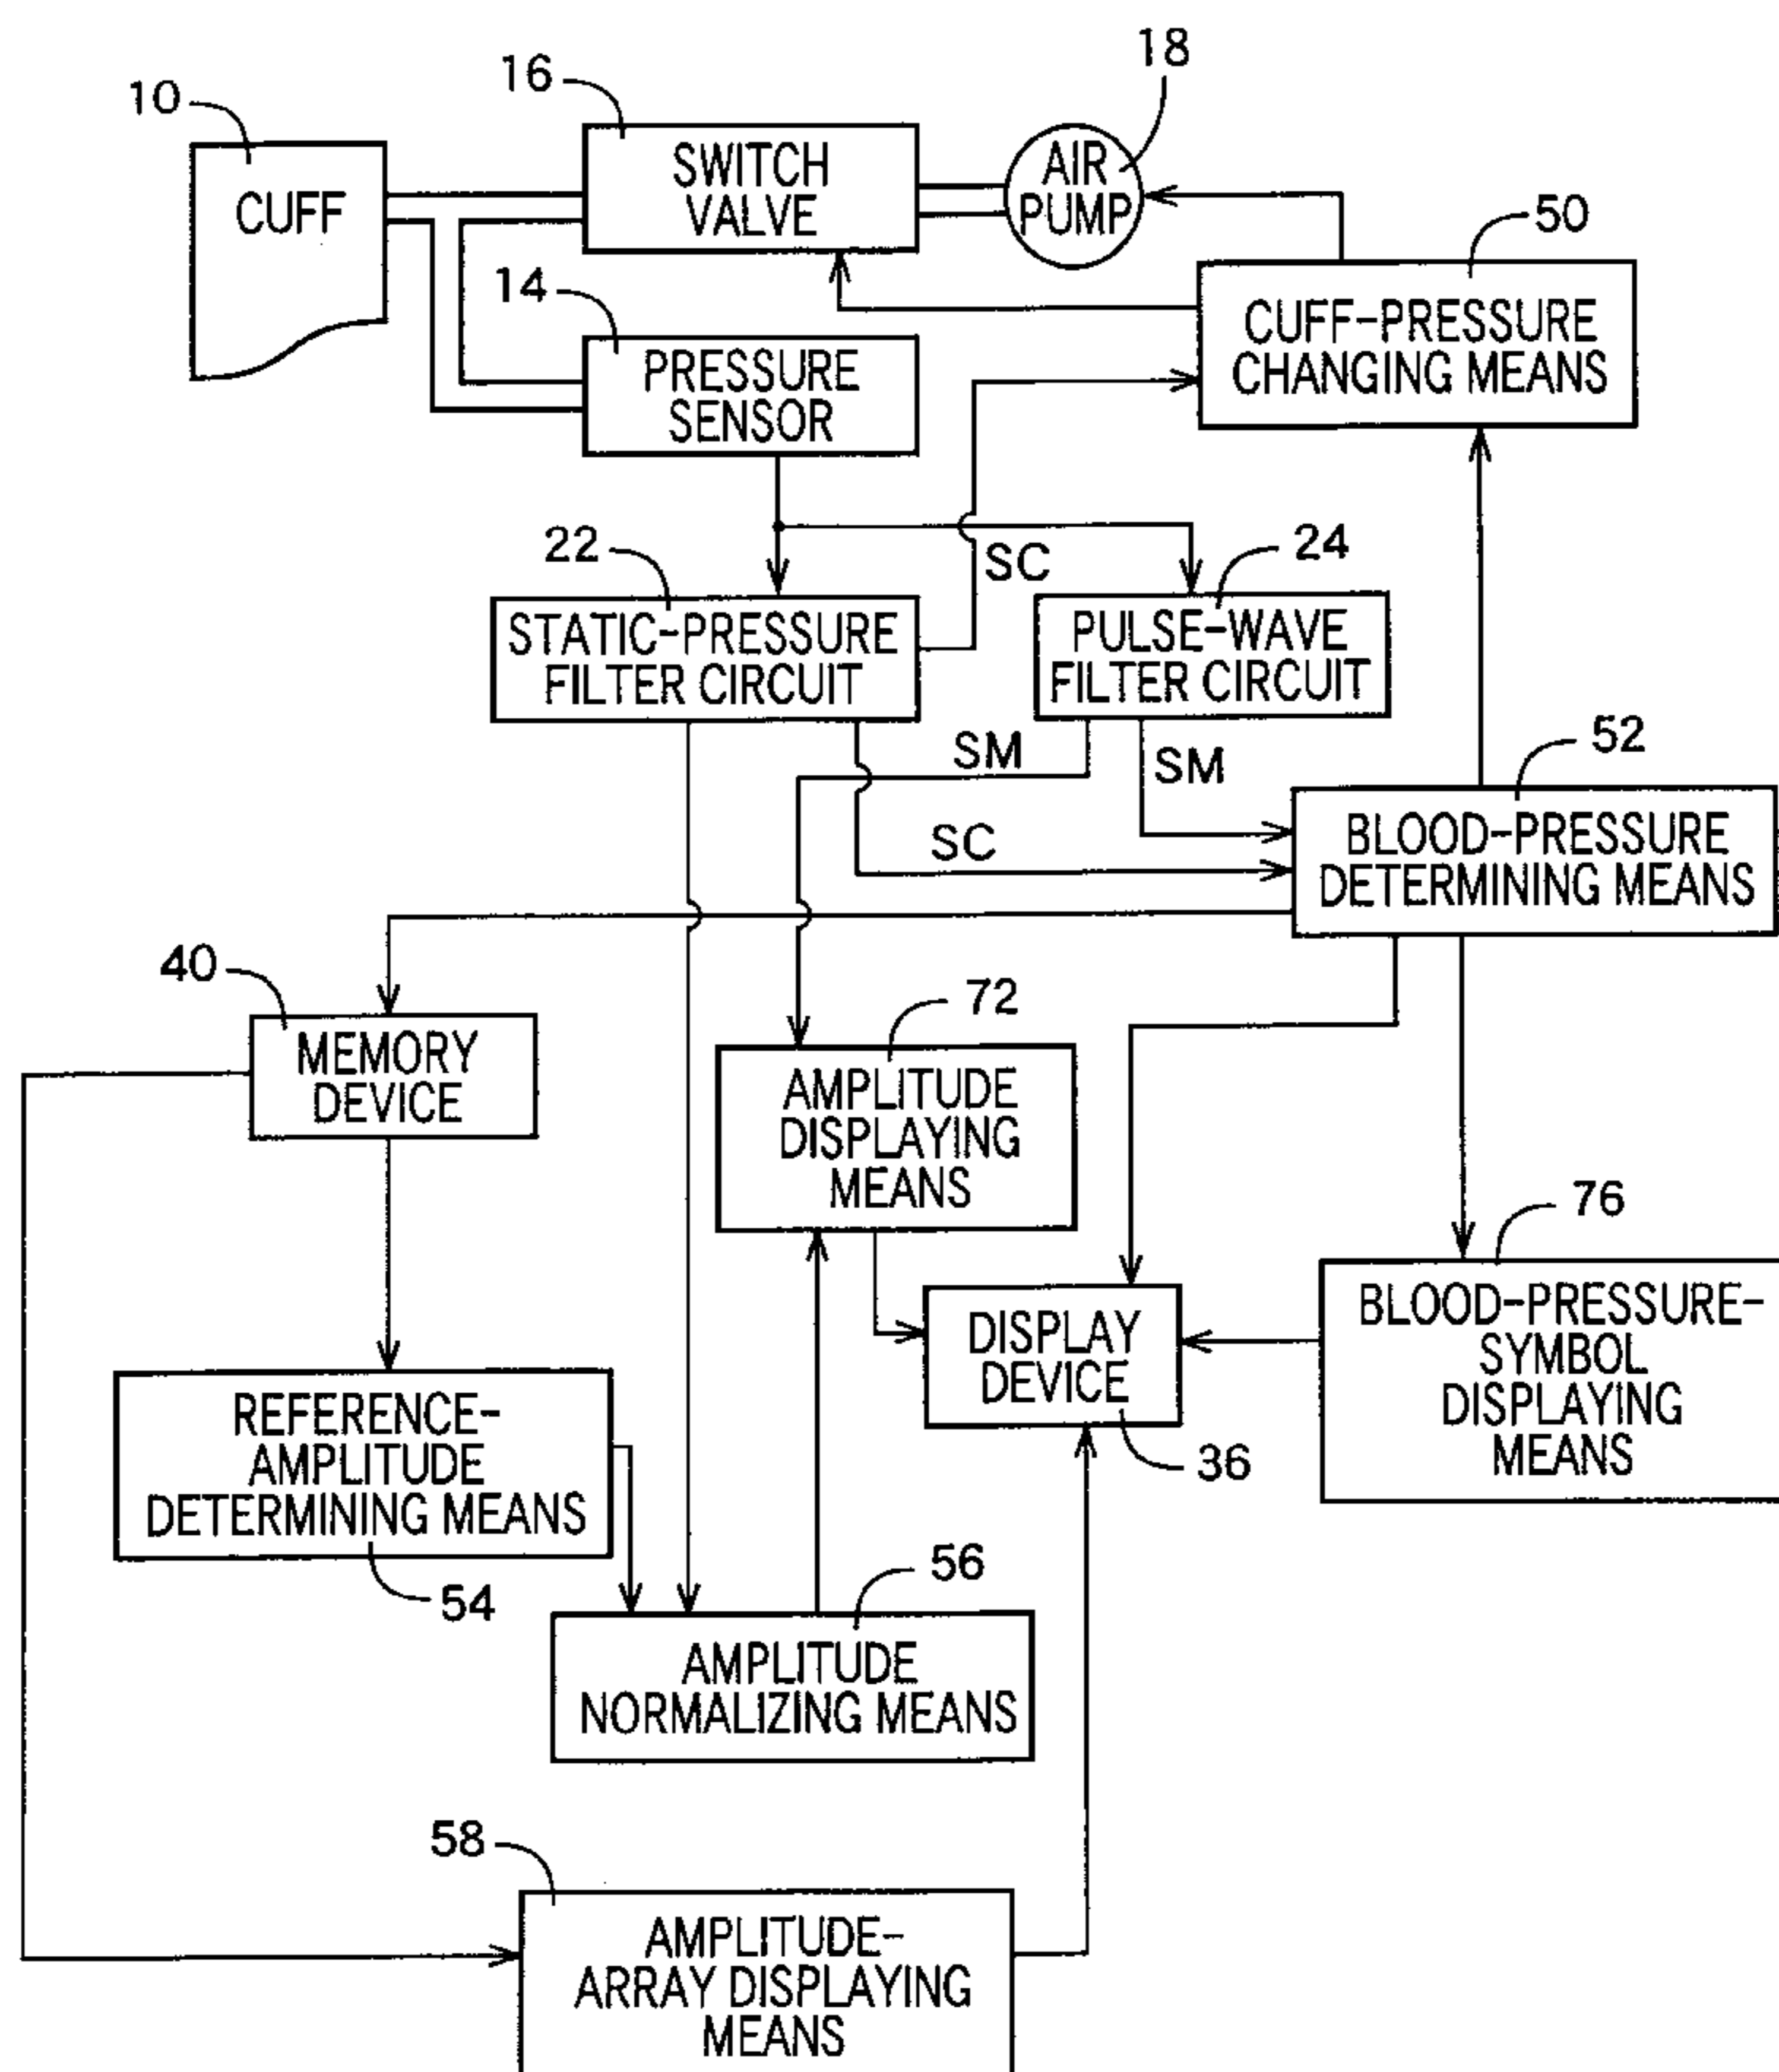 18
16
10
SWITCH
VALVE
AIR
PUMP
CUFF
50
14
CUFF-PRESSURE
CHANGING MEANS
PRESSURE
SENSOR
22
SC
24
STATIC-PRESSURE
FILTER CIRCUIT
PULSE-WAVE
FILTER CIRCUIT
SM
SM
52
SC
BLOOD-PRESSURE
DETERMINING MEANS
40
72
MEMORY
DEVICE
AMPLITUDE
DISPLAYING
MEANS
76
DISPLAY
DEVICE
36
BLOOD-PRESSURE-
SYMBOL
DISPLAYING
MEANS
REFERENCE-
AMPLITUDE
DETERMINING MEANS
54
56
AMPLITUDE
NORMALIZING MEANS
58
AMPLITUDE-
ARRAY DISPLAYING
MEANS